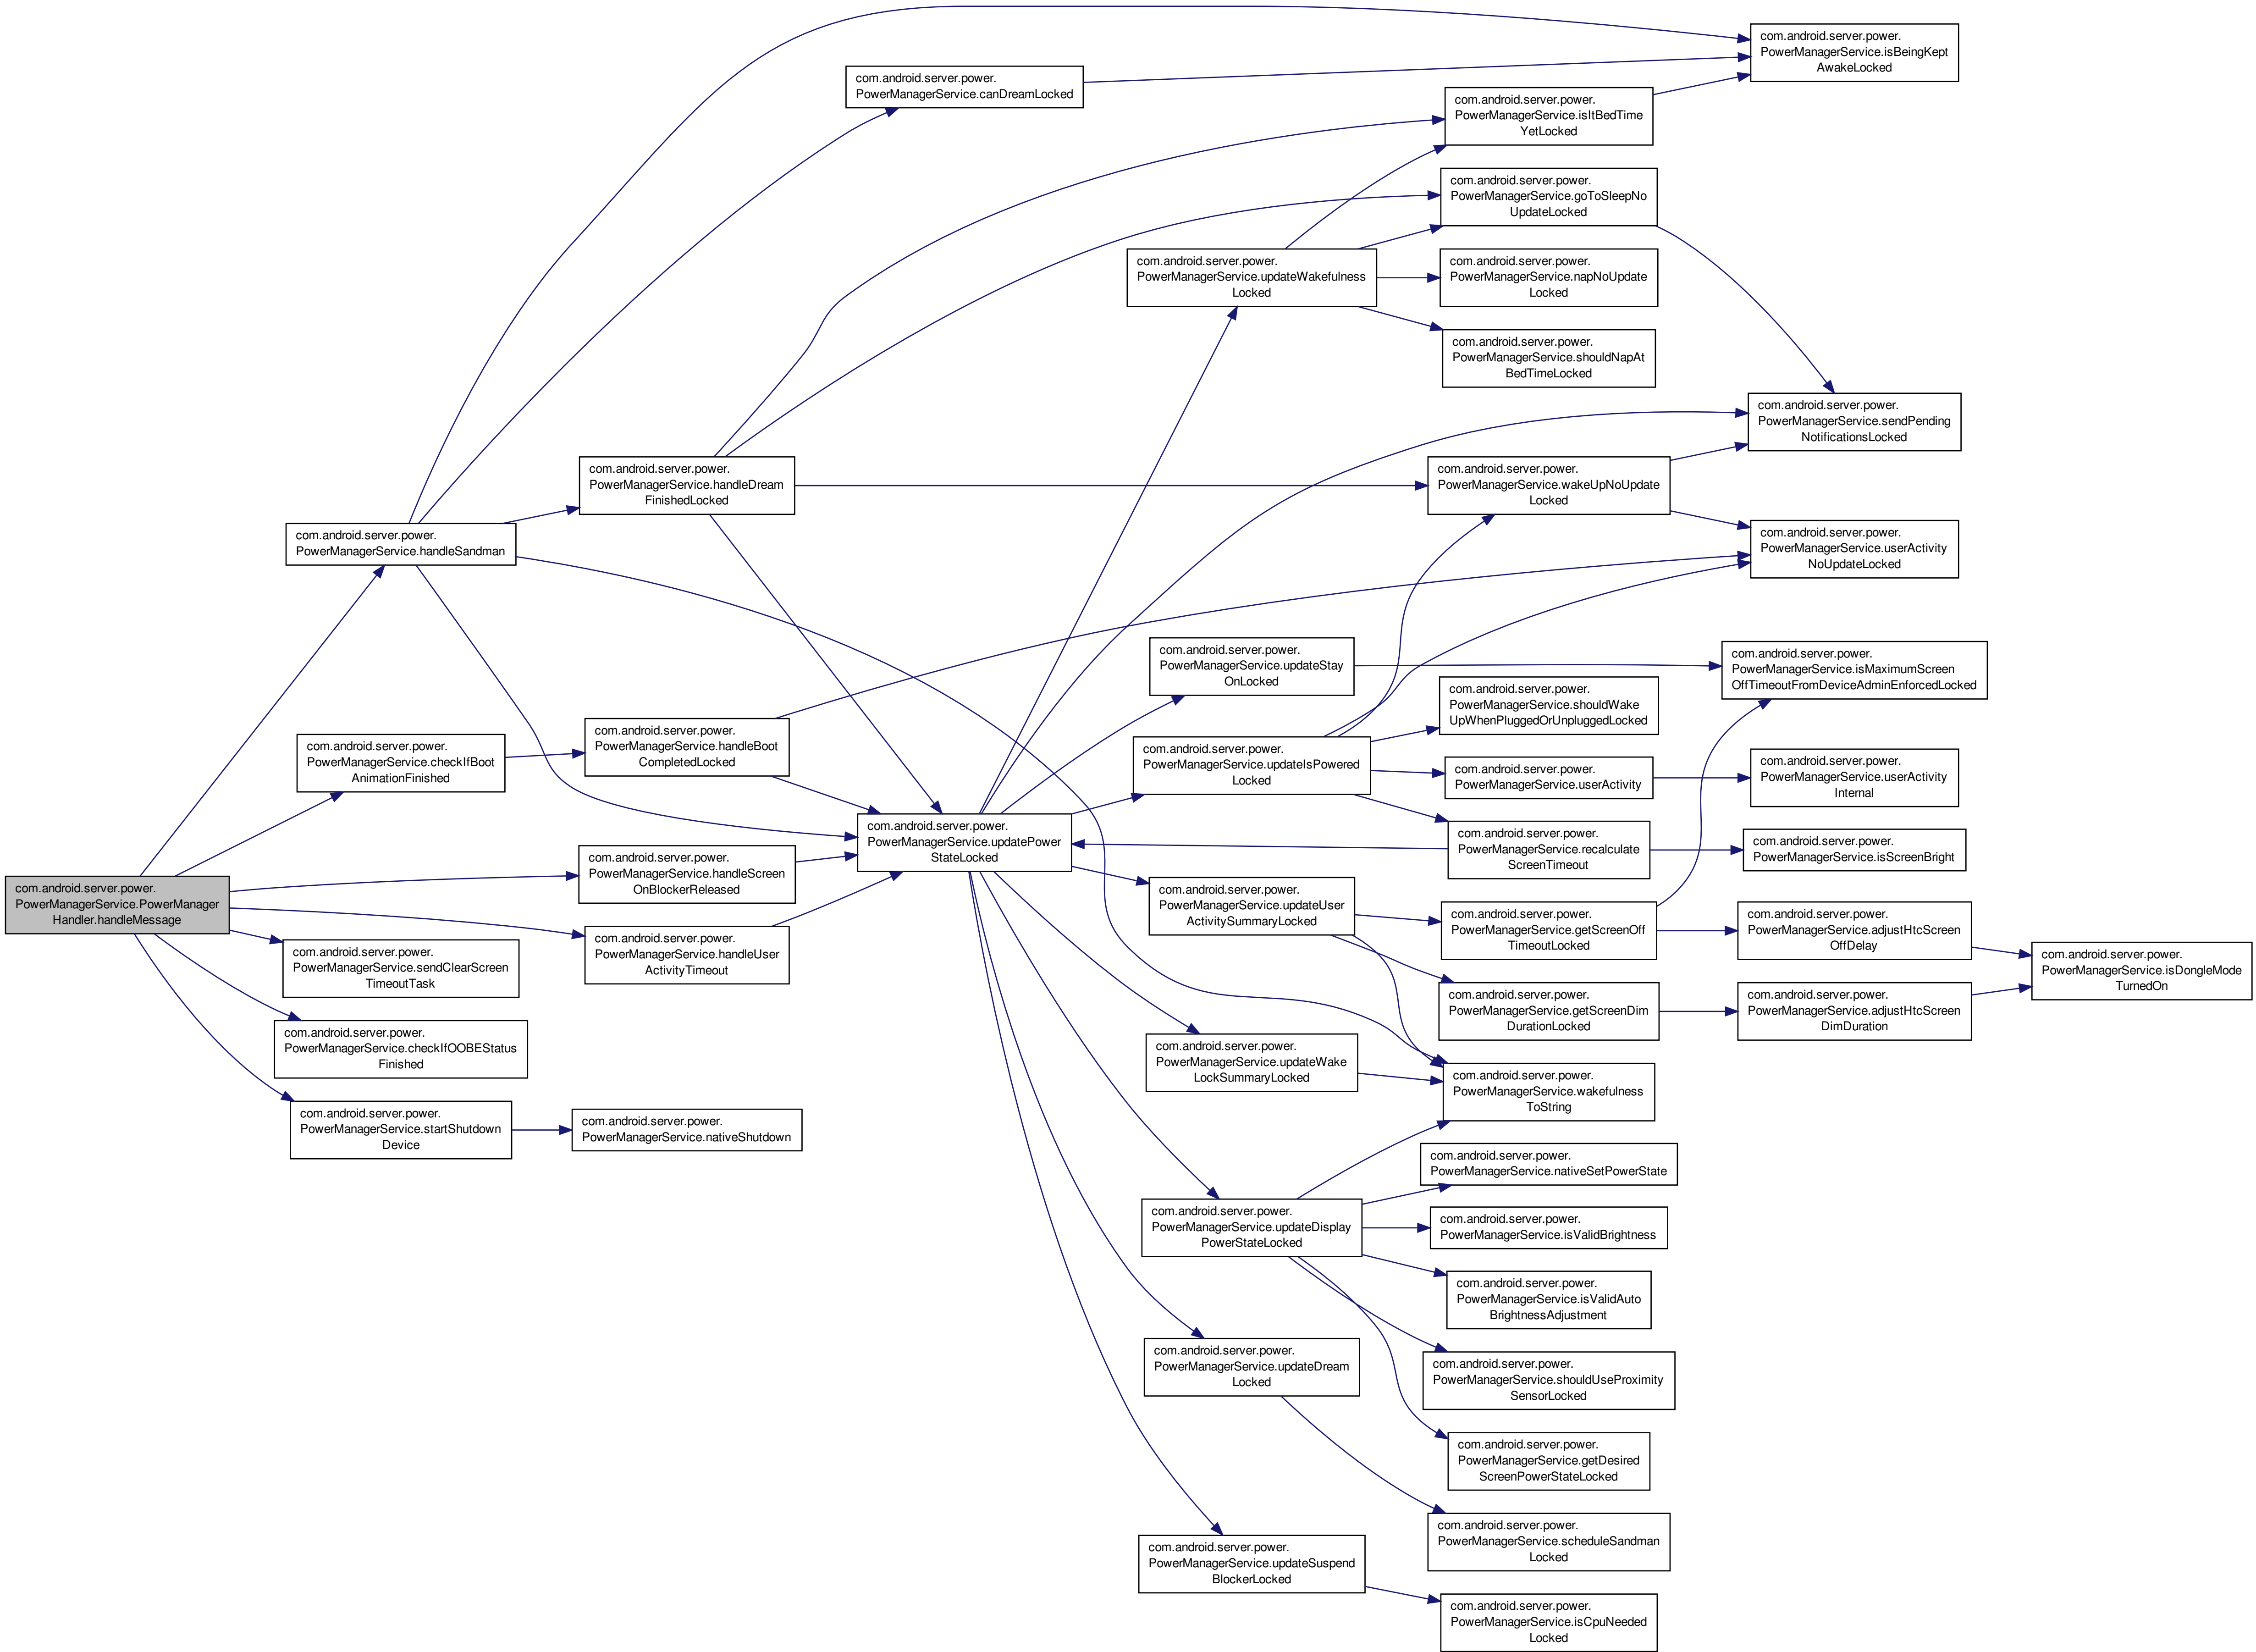 com.android.server.power.
PowerManagerService.PowerManager
Handler.handleMessage
com.android.server.power.
PowerManagerService.handleSandman
com.android.server.power.
PowerManagerService.checkIfBoot
AnimationFinished
com.android.server.power.
PowerManagerService.sendClearScreen
TimeoutTask
com.android.server.power.
PowerManagerService.checkIfOOBEStatus
Finished
com.android.server.power.
PowerManagerService.startShutdown
Device
com.android.server.power.
PowerManagerService.handleDream
FinishedLocked
com.android.server.power.
PowerManagerService.handleBoot
CompletedLocked
com.android.server.power.
PowerManagerService.handleScreen
OnBlockerReleased
com.android.server.power.
PowerManagerService.handleUser
ActivityTimeout
com.android.server.power.
PowerManagerService.nativeShutdown
com.android.server.power.
PowerManagerService.canDreamLocked
com.android.server.power.
PowerManagerService.updatePower
StateLocked
com.android.server.power.
PowerManagerService.updateWakefulness
Locked
com.android.server.power.
PowerManagerService.updateStay
OnLocked
com.android.server.power.
PowerManagerService.updateIsPowered
Locked
com.android.server.power.
PowerManagerService.updateUser
ActivitySummaryLocked
com.android.server.power.
PowerManagerService.updateWake
LockSummaryLocked
com.android.server.power.
PowerManagerService.updateDisplay
PowerStateLocked
com.android.server.power.
PowerManagerService.updateDream
Locked
com.android.server.power.
PowerManagerService.updateSuspend
BlockerLocked
com.android.server.power.
PowerManagerService.isItBedTime
YetLocked
com.android.server.power.
PowerManagerService.goToSleepNo
UpdateLocked
com.android.server.power.
PowerManagerService.napNoUpdate
Locked
com.android.server.power.
PowerManagerService.shouldNapAt
BedTimeLocked
com.android.server.power.
PowerManagerService.wakeUpNoUpdate
Locked
com.android.server.power.
PowerManagerService.shouldWake
UpWhenPluggedOrUnpluggedLocked
com.android.server.power.
PowerManagerService.userActivity
com.android.server.power.
PowerManagerService.recalculate
ScreenTimeout
com.android.server.power.
PowerManagerService.getScreenOff
TimeoutLocked
com.android.server.power.
PowerManagerService.getScreenDim
DurationLocked
com.android.server.power.
PowerManagerService.wakefulness
ToString
com.android.server.power.
PowerManagerService.nativeSetPowerState
com.android.server.power.
PowerManagerService.isValidBrightness
com.android.server.power.
PowerManagerService.isValidAuto
BrightnessAdjustment
com.android.server.power.
PowerManagerService.shouldUseProximity
SensorLocked
com.android.server.power.
PowerManagerService.getDesired
ScreenPowerStateLocked
com.android.server.power.
PowerManagerService.scheduleSandman
Locked
com.android.server.power.
PowerManagerService.isCpuNeeded
Locked
com.android.server.power.
PowerManagerService.isBeingKept
AwakeLocked
com.android.server.power.
PowerManagerService.sendPending
NotificationsLocked
com.android.server.power.
PowerManagerService.userActivity
NoUpdateLocked
com.android.server.power.
PowerManagerService.isMaximumScreen
OffTimeoutFromDeviceAdminEnforcedLocked
com.android.server.power.
PowerManagerService.userActivity
Internal
com.android.server.power.
PowerManagerService.isScreenBright
com.android.server.power.
PowerManagerService.adjustHtcScreen
OffDelay
com.android.server.power.
PowerManagerService.adjustHtcScreen
DimDuration
com.android.server.power.
PowerManagerService.isDongleMode
TurnedOn